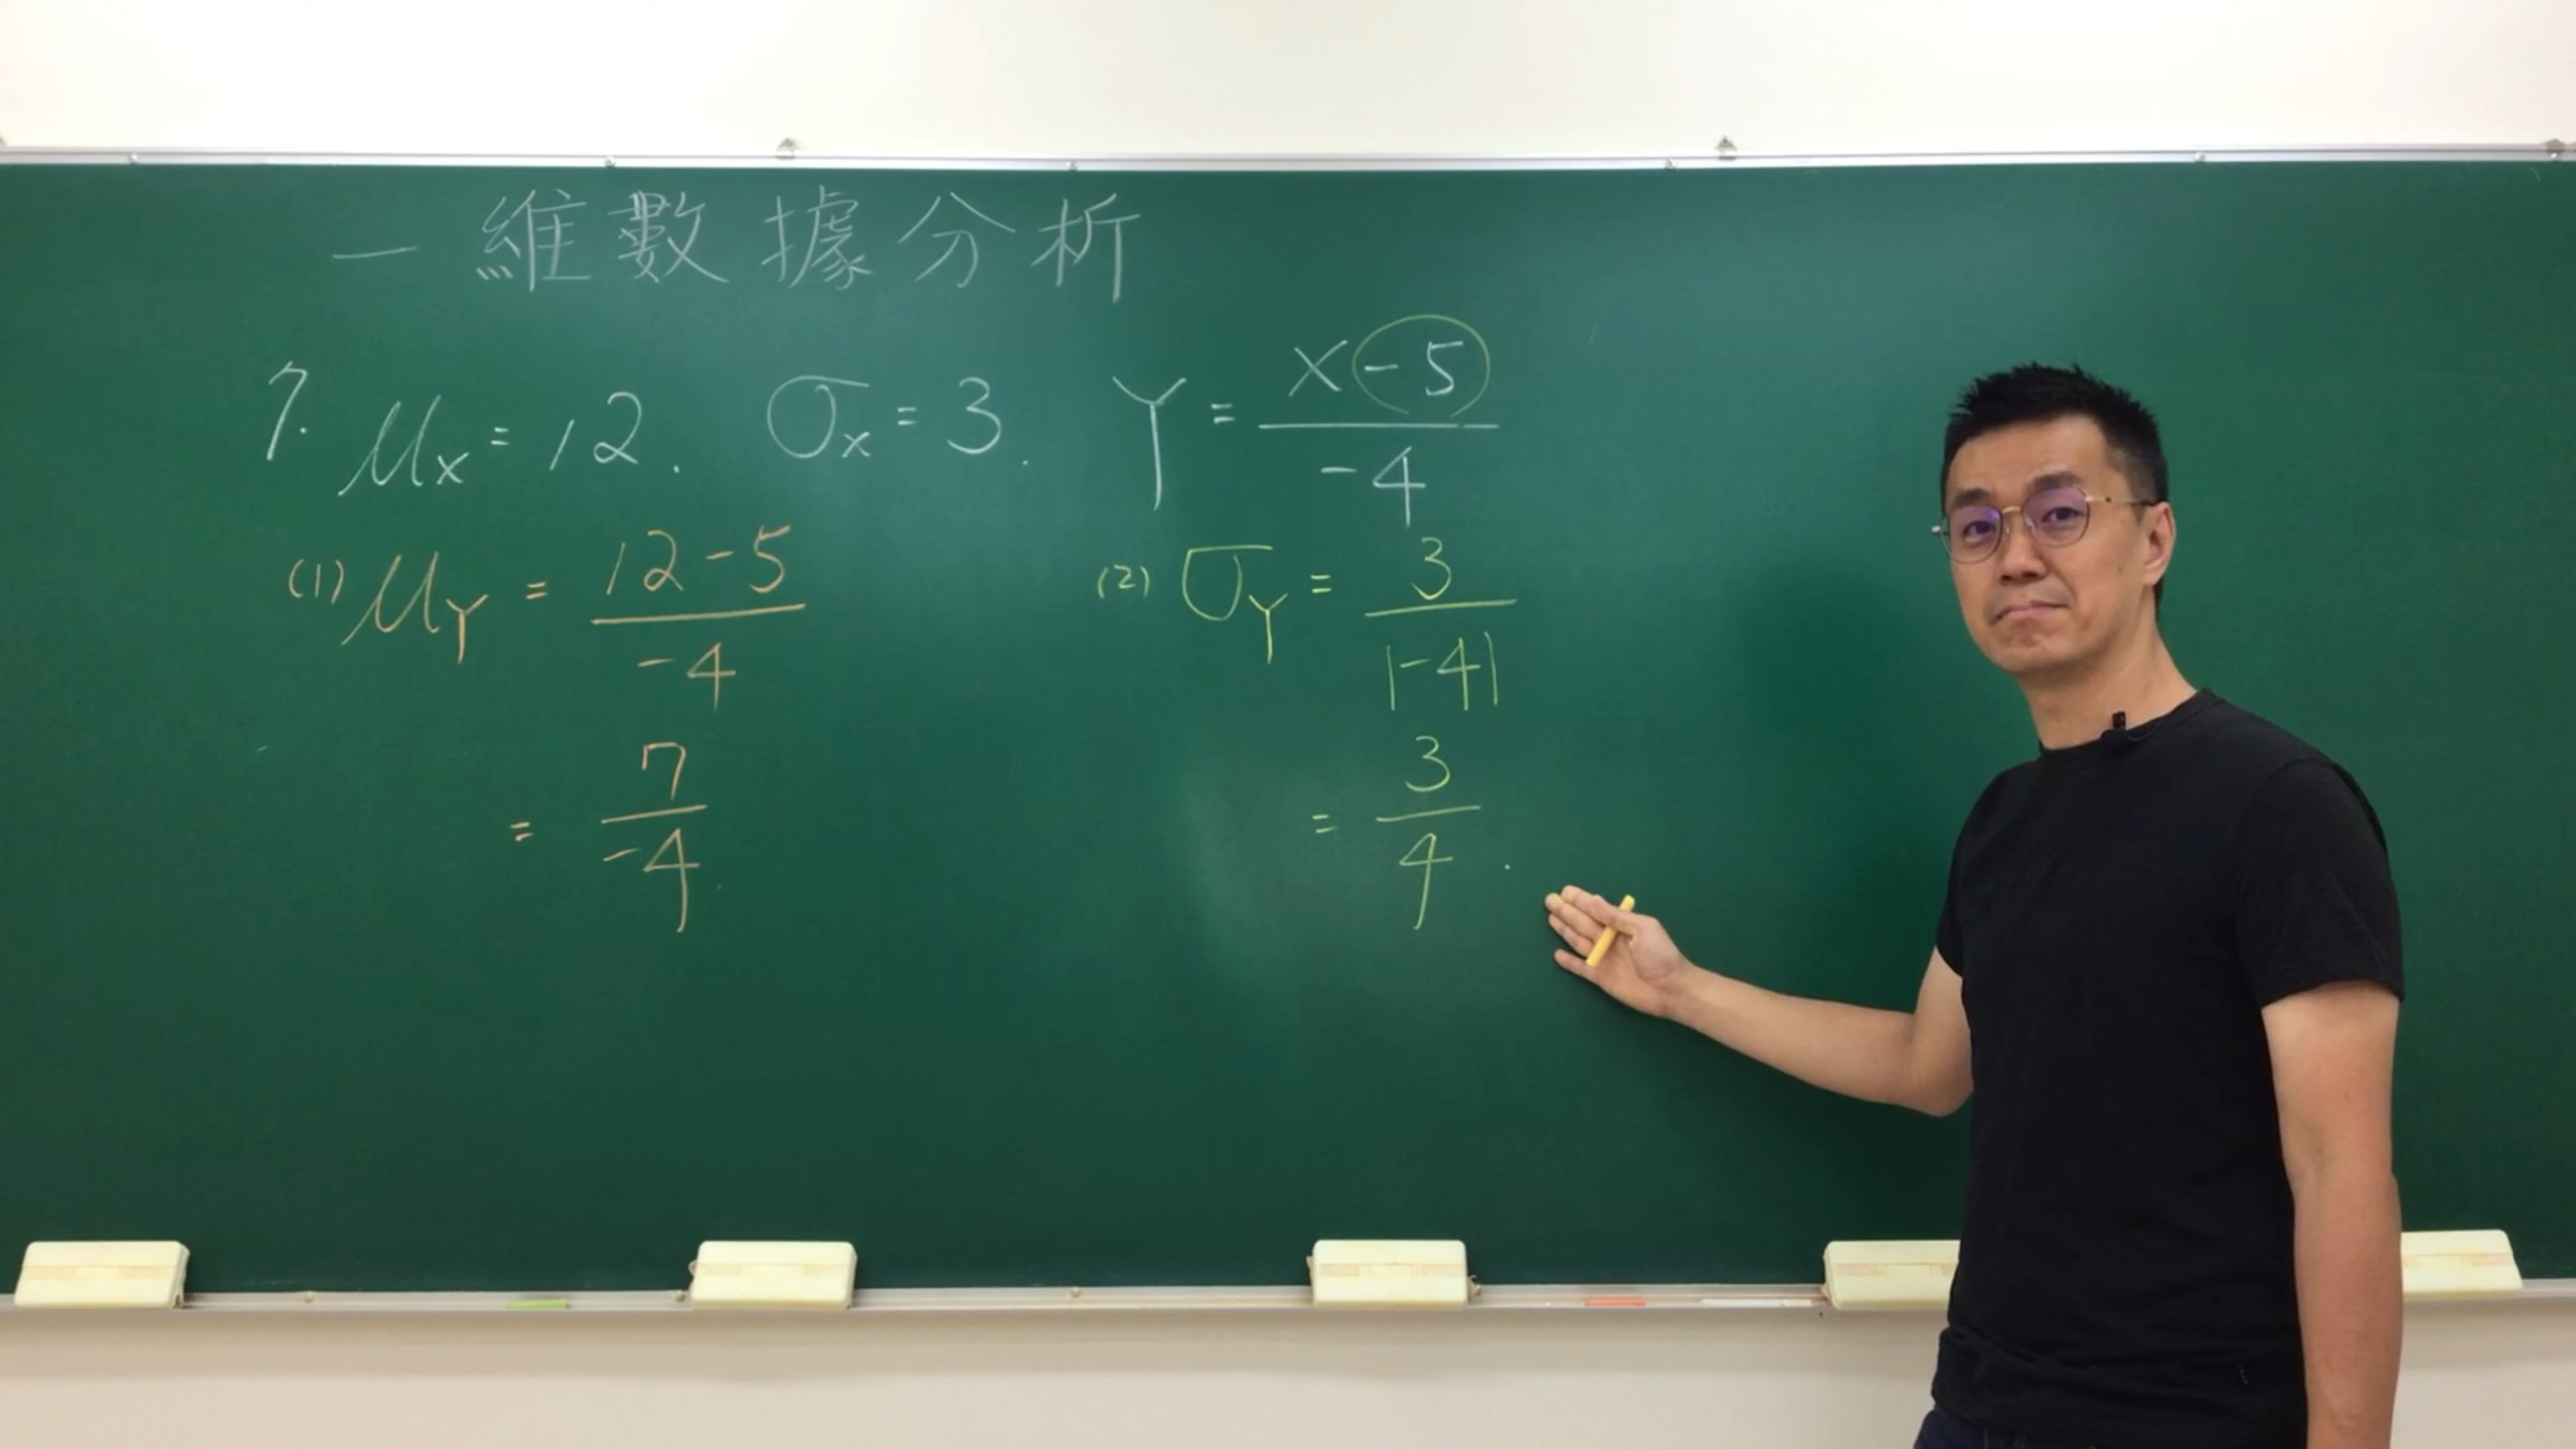 一維數據分析
7. μx = 12. σx = 3. Y = (x - 5) / -4
(1) μY = (12 - 5) / -4
= 7 / -4
(2) σY = 3 / |-4|
= 3 / 4.